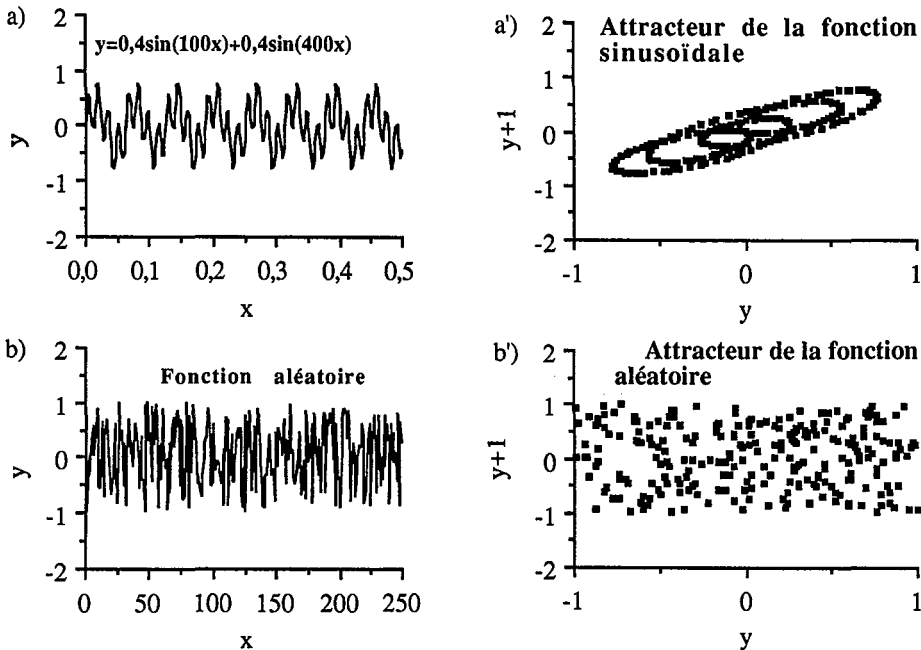 a)
y=0,4sin(100x)+0,4sin(400x)
2
1
0
-1
-2
y
0,0 0,1 0,2 0,3 0,4 0,5
x
a')
Attracteur de la fonction
sinusoïdale
2
1
0
-1
-2
y+1
-1 0 1
y
b)
Fonction aléatoire
2
1
0
-1
-2
y
0 50 100 150 200 250
x
b')
Attracteur de la fonction
aléatoire
2
1
0
-1
-2
y+1
-1 0 1
y